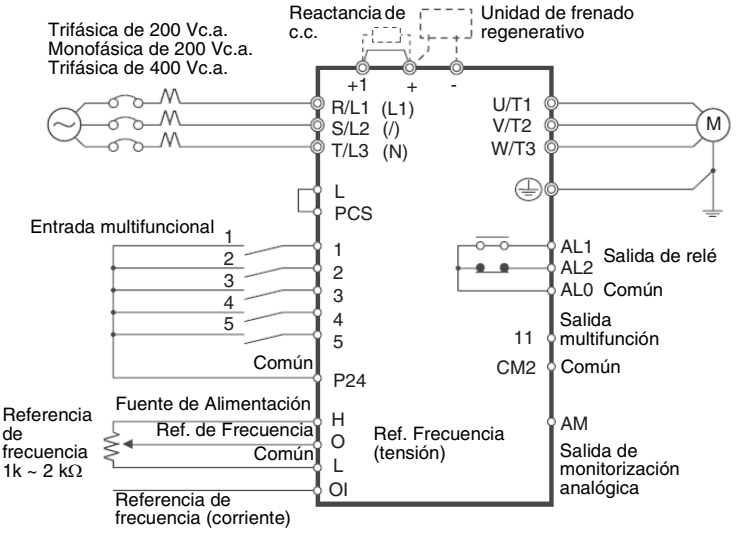 Reactancia de
c.c.
Unidad de frenado
regenerativo
Trifásica de 200 Vc.a.
Monofásica de 200 Vc.a.
Trifásica de 400 Vc.a.
+1
+
-
R/L1 (L1)
S/L2 (/)
T/L3 (N)
U/T1
V/T2
W/T3
M
L
PCS
Entrada multifuncional
1
2
3
4
5
1
2
3
4
5
Común
P24
AL1
AL2
AL0
Salida de relé
Común
11
Salida
multifunción
CM2
Común
Fuente de Alimentación
H
Ref. de Frecuencia
O
Común
L
OI
Referencia
de
frecuencia
1k ~ 2 kΩ
Ref. Frecuencia
(tensión)
AM
Salida de
monitorización
analógica
Referencia de
frecuencia (corriente)